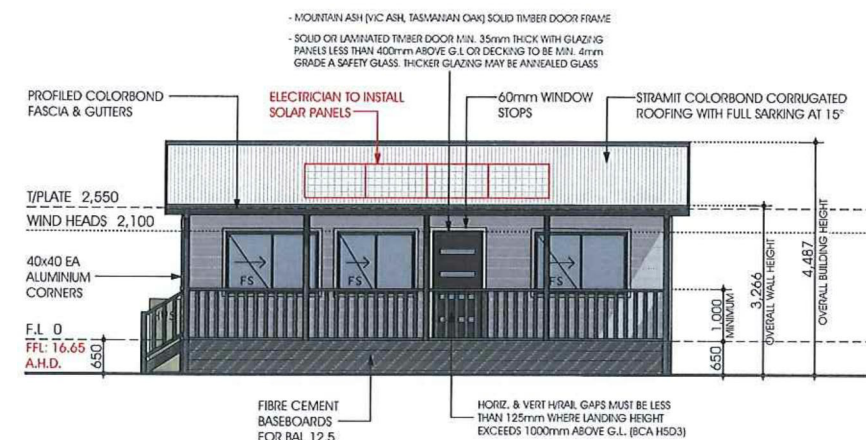 - MOUNTAIN ASH (VIC ASH, TASMANIAN OAK) SOLID TIMBER DOOR FRAME
- SOLID OR LAMINATED TIMBER DOOR MIN. 35mm THICK WITH GLAZING
PANELS LESS THAN 400mm ABOVE G.L OR DECKING TO BE MIN. 4mm
GRADE A SAFETY GLASS. THICKER GLAZING MAY BE ANNEALED GLASS
PROFILED COLORBOND
FASCIA & GUTTERS
ELECTRICIAN TO INSTALL
SOLAR PANELS
60mm WINDOW
STOPS
STRAMIT COLORBOND CORRUGATED
ROOFING WITH FULL SARKING AT 15°
T/PLATE 2,550
WIND HEADS 2,100
40x40 EA
ALUMINIUM
CORNERS
FS
FS
FS
F.L 0
FFL: 16.65
A.H.D.
650
650
1,000
MINIMUM
3,266
OVERALL WALL HEIGHT
4,487
OVERALL BUILDING HEIGHT
FIBRE CEMENT
BASEBOARDS
FOR BAL 12.5
HORIZ. & VERT H/RAIL GAPS MUST BE LESS
THAN 125mm WHERE LANDING HEIGHT
EXCEEDS 1000mm ABOVE G.L. (BCA H5D3)